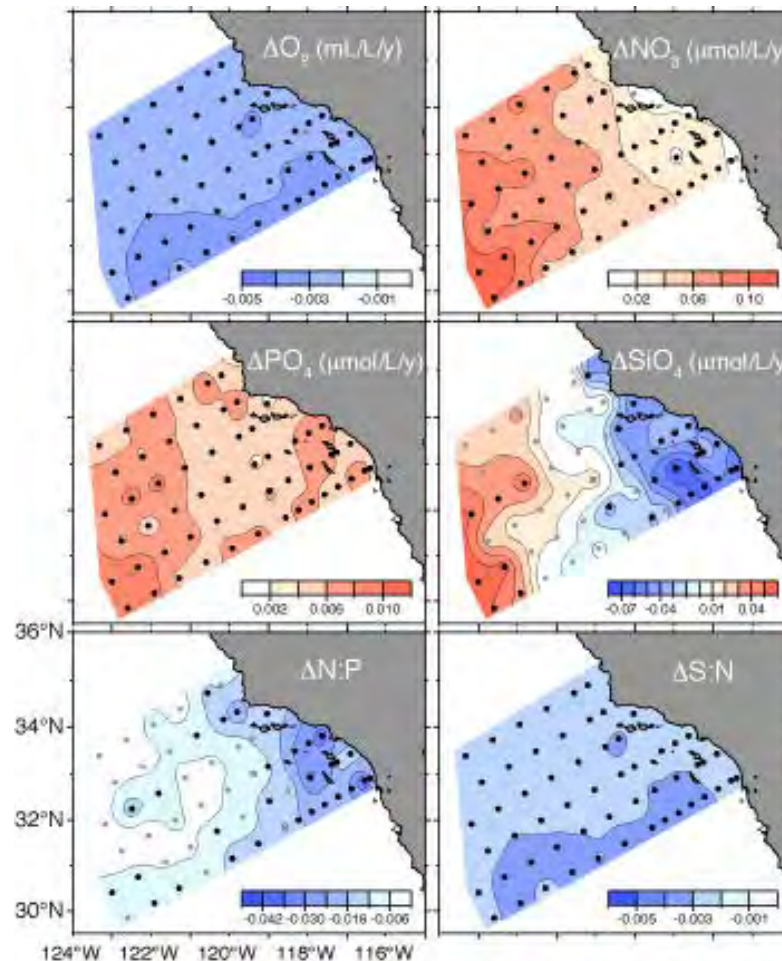 ΔO2 (mL/L/y)
ΔNO3 (μmol/L/y)
-0.005 -0.003 -0.001
0.02 0.06 0.10
ΔPO4 (μmol/L/y)
ΔSiO4 (μmol/L/y)
0.002 0.006 0.010
-0.07 -0.04 0.01 0.04
36°N
ΔN:P
ΔS:N
34°N
32°N
30°N
-0.042 -0.030 -0.018 -0.006
-0.005 -0.003 -0.001
124°W 122°W 120°W 118°W 116°W